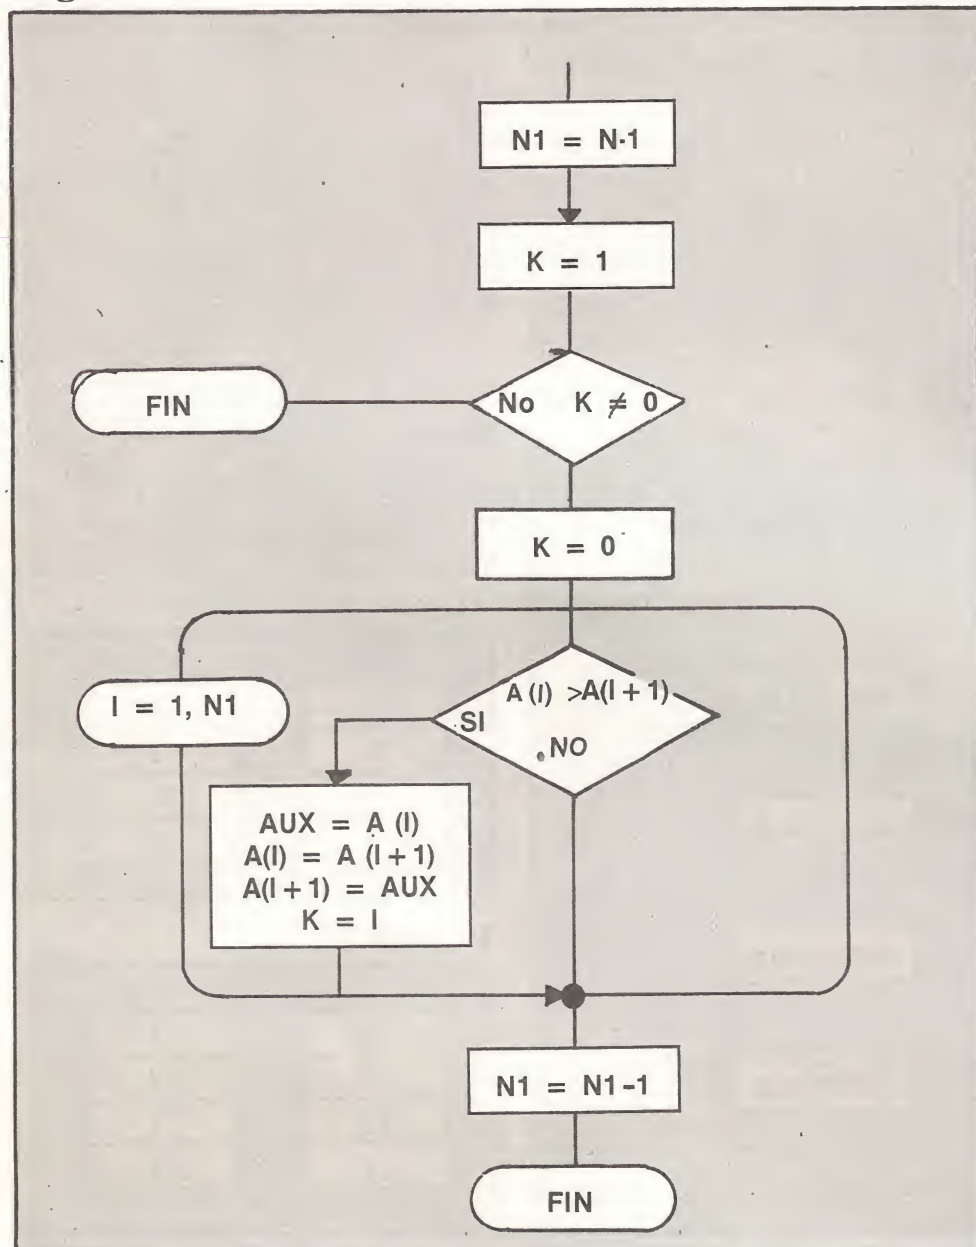 N1 = N-1
K = 1
FIN
No K ≠ 0
K = 0
I = 1, N1
A (I) >A(I + 1)
SI
NO
AUX = A (I)
A(I) = A (I + 1)
A(I + 1) = AUX
K = I
N1 = N1-1
FIN